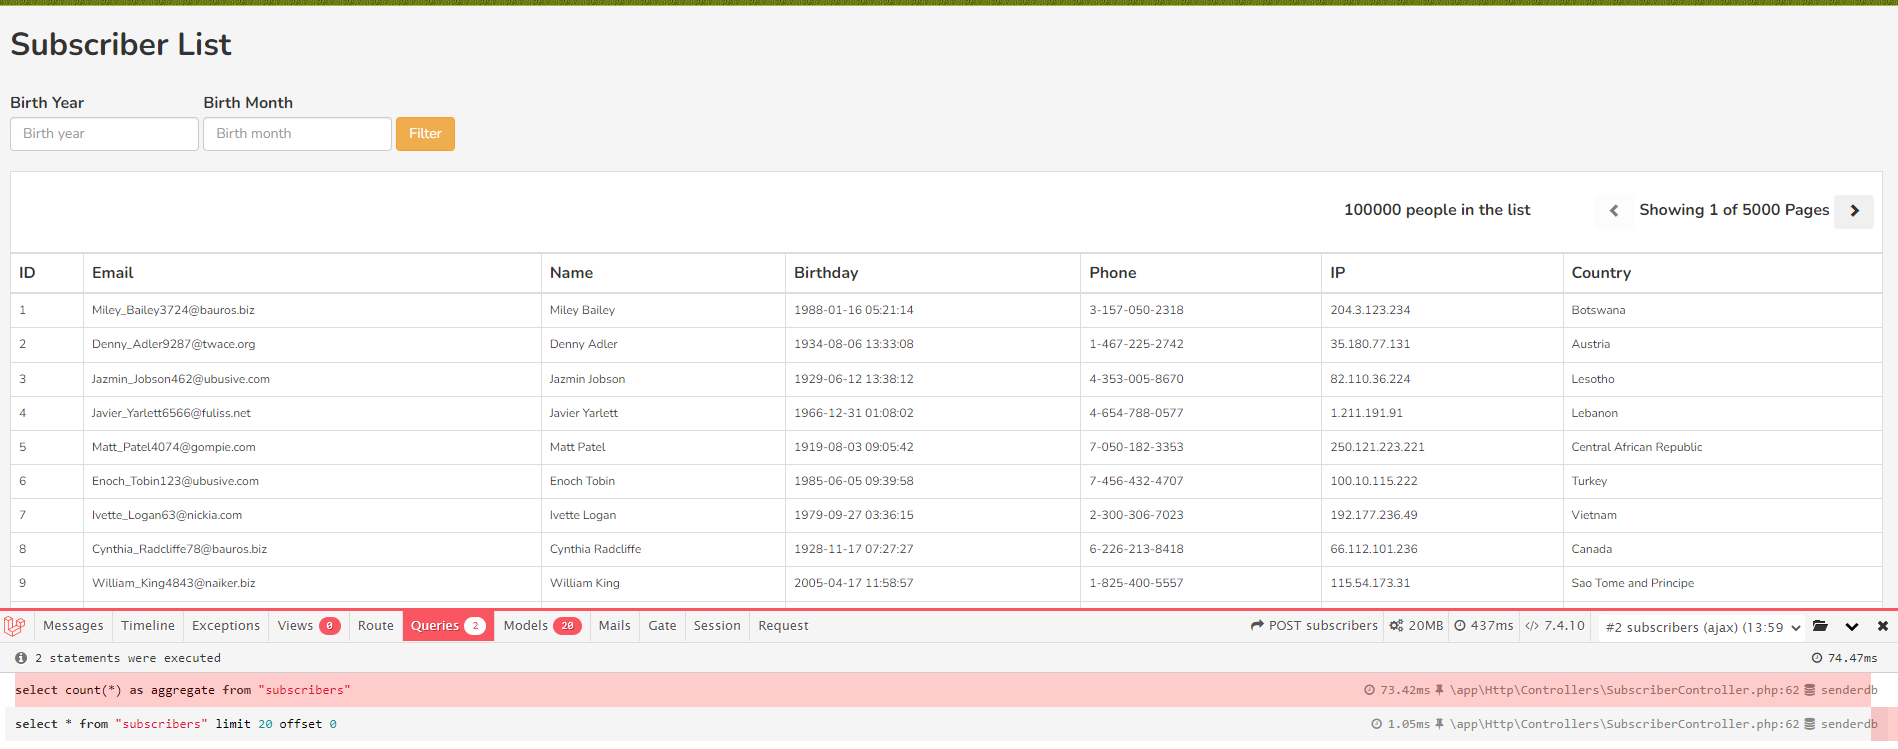 Subscriber List
Birth Year Birth Month
Birth year Birth month Filter
100000 people in the list Showing 1 of 5000 Pages
ID Email Name Birthday Phone IP Country
1 Miley_Bailey3724@bauros.biz Miley Bailey 1988-01-16 05:21:14 3-157-050-2318 204.3.123.234 Botswana
2 Denny_Adler9287@twace.org Denny Adler 1934-08-06 13:33:08 1-467-225-2742 35.180.77.131 Austria
3 Jazmin_Jobson462@ubusive.com Jazmin Jobson 1929-06-12 13:38:12 4-353-005-8670 82.110.36.224 Lesotho
4 Javier_Yarlett6566@fuliss.net Javier Yarlett 1966-12-31 01:08:02 4-654-788-0577 1.211.191.91 Lebanon
5 Matt_Patel4074@gompie.com Matt Patel 1919-08-03 09:05:42 7-050-182-3353 250.121.223.221 Central African Republic
6 Enoch_Tobin123@ubusive.com Enoch Tobin 1985-06-05 09:39:58 7-456-432-4707 100.10.115.222 Turkey
7 Ivette_Logan63@nickia.com Ivette Logan 1979-09-27 03:36:15 2-300-306-7023 192.177.236.49 Vietnam
8 Cynthia_Radcliffe78@bauros.biz Cynthia Radcliffe 1928-11-17 07:27:27 6-226-213-8418 66.112.101.236 Canada
9 William_King4843@naiker.biz William King 2005-04-17 11:58:57 1-825-400-5557 115.54.173.31 Sao Tome and Principe
Messages Timeline Exceptions Views 0 Route Queries 2 Models 20 Mails Gate Session Request POST subscribers 20MB 437ms </> 7.4.10 #2 subscribers (ajax) (13:59
2 statements were executed 74.47ms
select count(*) as aggregate from "subscribers" 73.42ms \app\Http\Controllers\SubscriberController.php:62 senderdb
select * from "subscribers" limit 20 offset 0 1.05ms \app\Http\Controllers\SubscriberController.php:62 senderdb